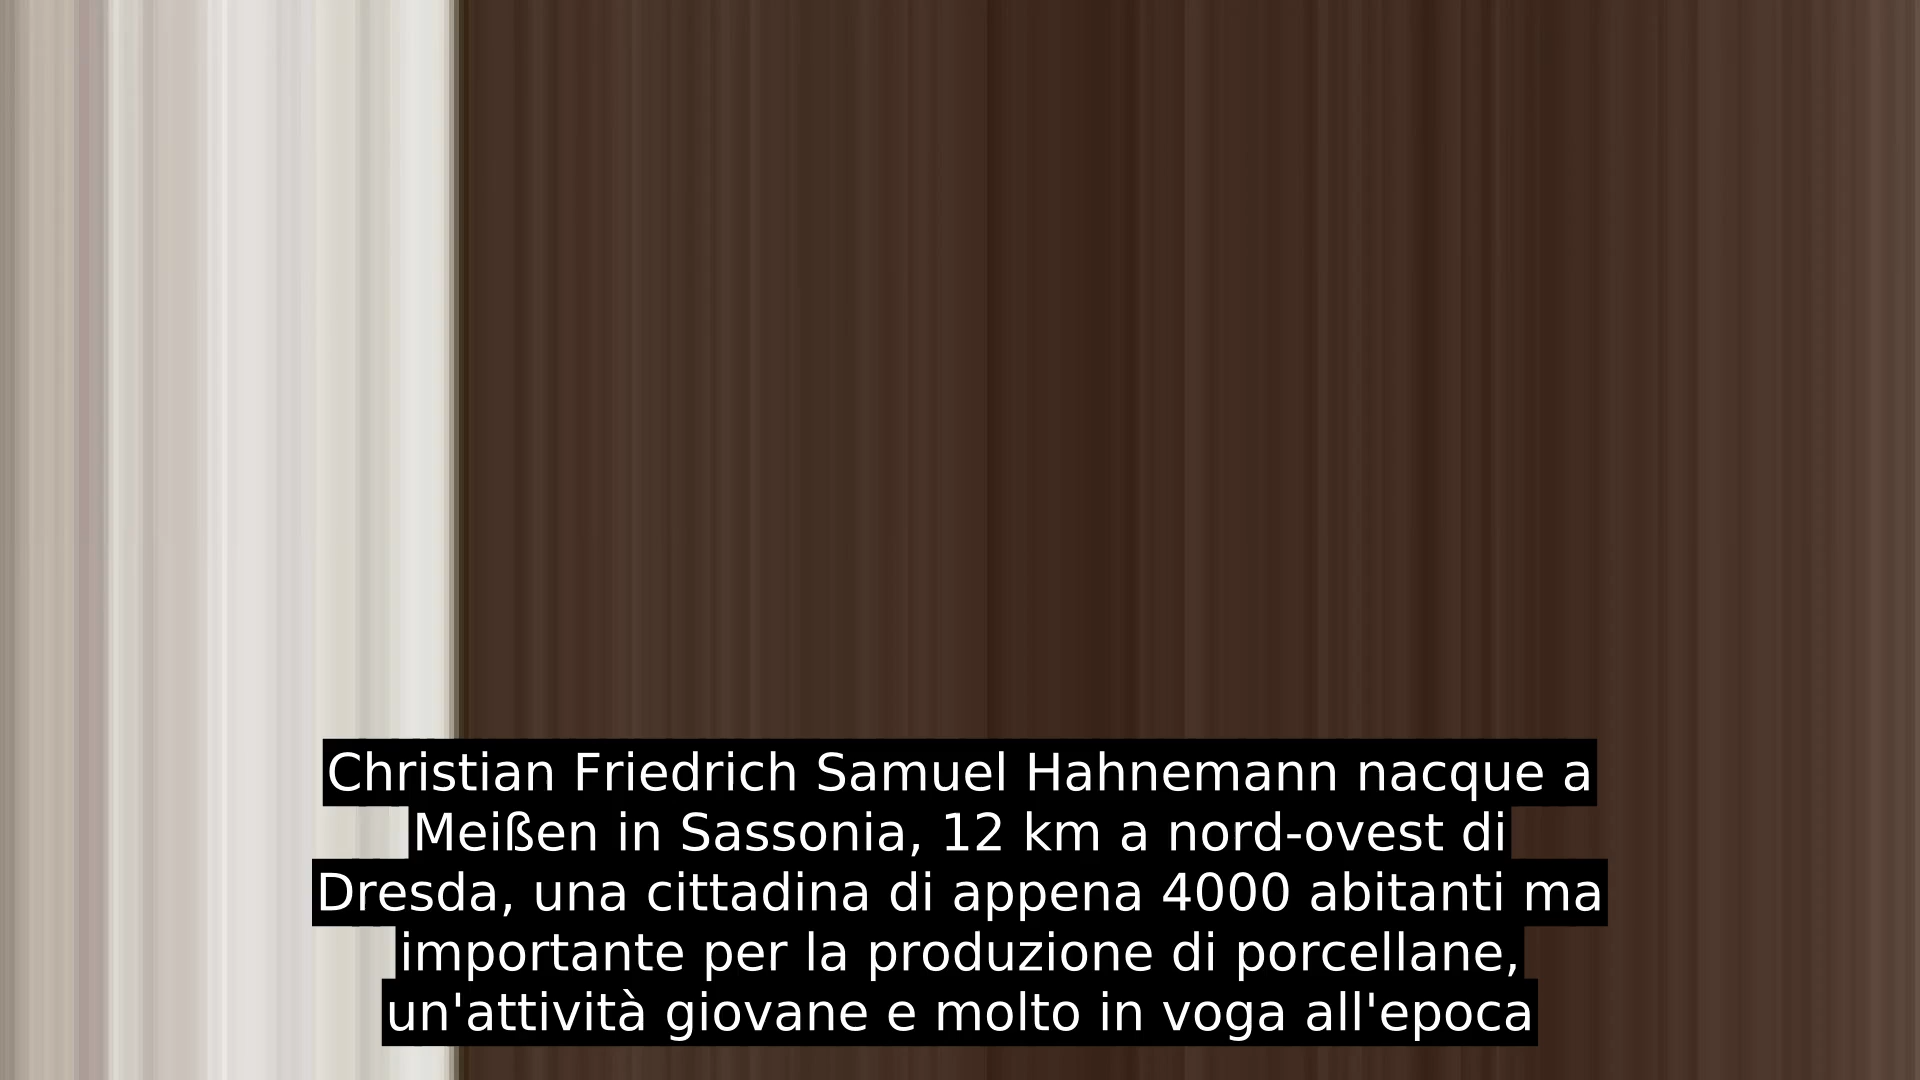 Christian Friedrich Samuel Hahnemann nacque a
Meißen in Sassonia, 12 km a nord-ovest di
Dresda, una cittadina di appena 4000 abitanti ma
importante per la produzione di porcellane,
un'attività giovane e molto in voga all'epoca